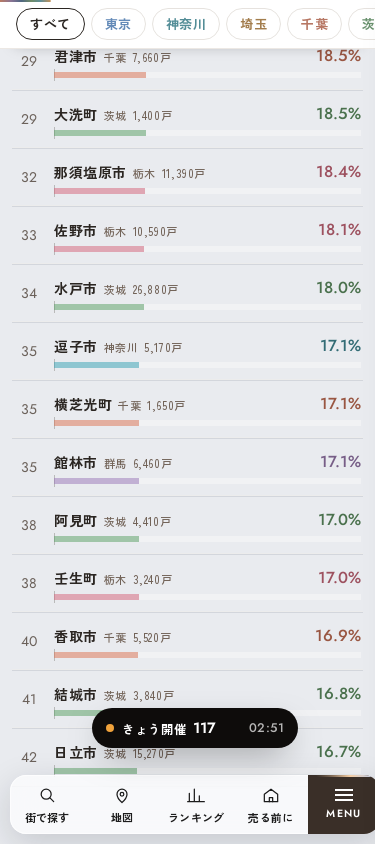 すべて 東京 神奈川 埼玉 千葉 茨
29 君津市 千葉 7,660戸 18.5%
29 大洗町 茨城 1,400戸 18.5%
32 那須塩原市 栃木 11,390戸 18.4%
33 佐野市 栃木 10,590戸 18.1%
34 水戸市 茨城 26,880戸 18.0%
35 逗子市 神奈川 5,170戸 17.1%
35 横芝光町 千葉 1,650戸 17.1%
35 館林市 群馬 6,460戸 17.1%
38 阿見町 茨城 4,410戸 17.0%
38 壬生町 栃木 3,240戸 17.0%
40 香取市 千葉 5,520戸 16.9%
41 結城市 茨城 3,840戸 16.8%
きょう開催 117 02:51
42 日立市 茨城 15,270戸 16.7%
街で探す 地図 ランキング 売る前に MENU